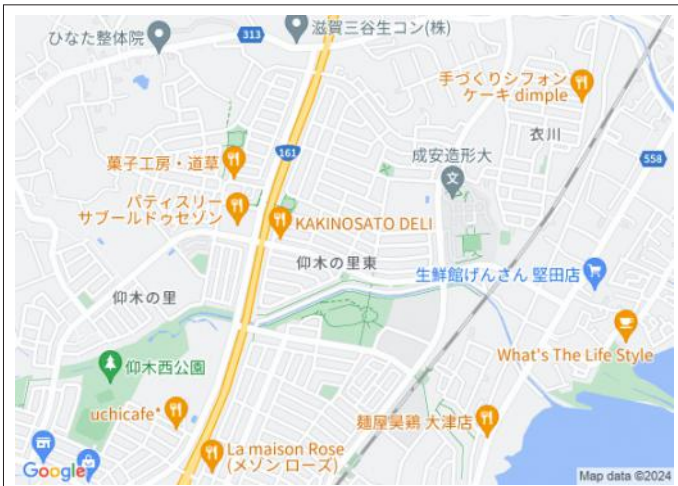 ひなた整体院
313
滋賀三谷生コン(株)
手づくりシフォン
ケーキ dimple
衣川
161
菓子工房・道草
成安造形大
文
558
パティスリー
サブールドゥセゾン
KAKINOSATO DELI
仰木の里東
生鮮館げんさん 堅田店
仰木の里
What's The Life Style
仰木西公園
uchicafe*
麺屋昊鶏 大津店
La maison Rose
(メゾン ローズ)
Google
Map data ©2024